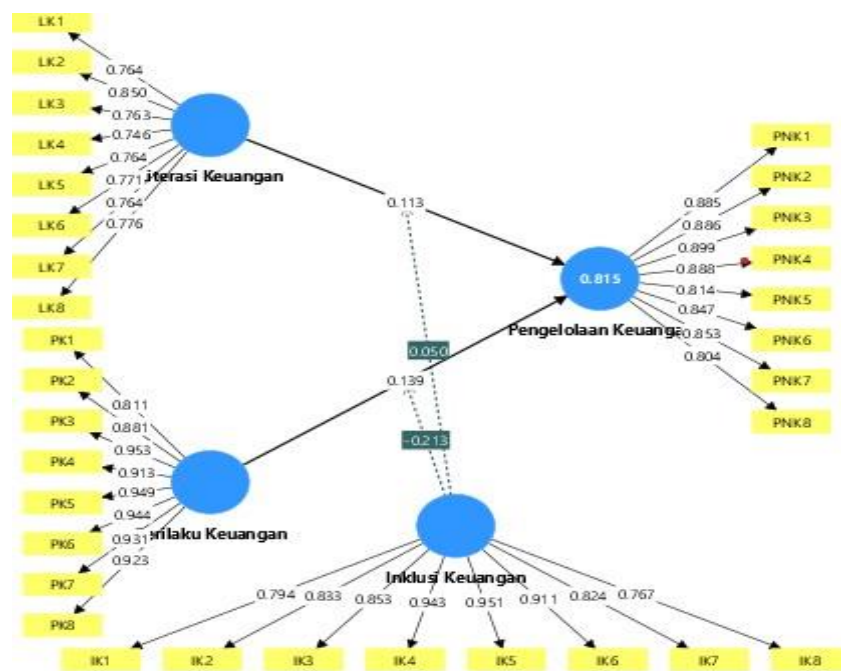 LK1
LK2
LK3
LK4
LK5
LK6
LK7
LK8
0.764
0.850
0.763
0.746
0.764
0.771
0.764
0.776
iterasi Keuangan
PK1
PK2
PK3
PK4
PK5
PK6
PK7
PK8
0.811
0.881
0.953
0.913
0.949
0.944
0.931
0.923
erilaku Keuangan
0.113
0.050
0.139
-0.213
0.815
Pengelolaan Keuanga
PNK1
PNK2
PNK3
PNK4
PNK5
PNK6
PNK7
PNK8
0.885
0.886
0.899
0.888
0.814
0.847
0.853
0.804
Inklusi Keuangan
0.794
0.833
0.853
0.943
0.951
0.911
0.824
0.767
IK1
IK2
IK3
IK4
IK5
IK6
IK7
IK8